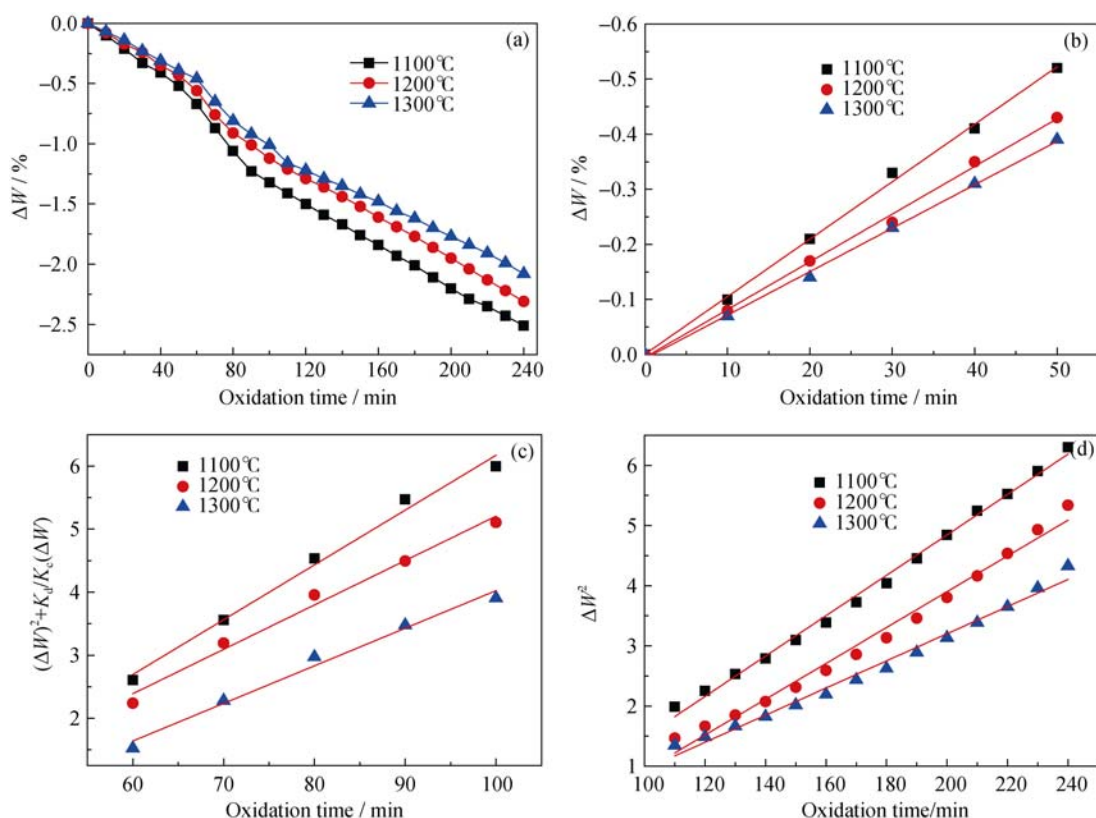 (a)
1100℃
1200℃
1300℃
0.0
−0.5
−1.0
−1.5
−2.0
−2.5
ΔW / %
0 40 80 120 160 200 240
Oxidation time / min
(b)
1100℃
1200℃
1300℃
−0.6
−0.5
−0.4
−0.3
−0.2
−0.1
0.0
ΔW / %
10 20 30 40 50
Oxidation time / min
(c)
1100℃
1200℃
1300℃
6
5
4
3
2
(ΔW)²+K_d/K_c(ΔW)
60 70 80 90 100
Oxidation time / min
(d)
1100℃
1200℃
1300℃
6
5
4
3
2
1
ΔW²
100 120 140 160 180 200 220 240
Oxidation time/min